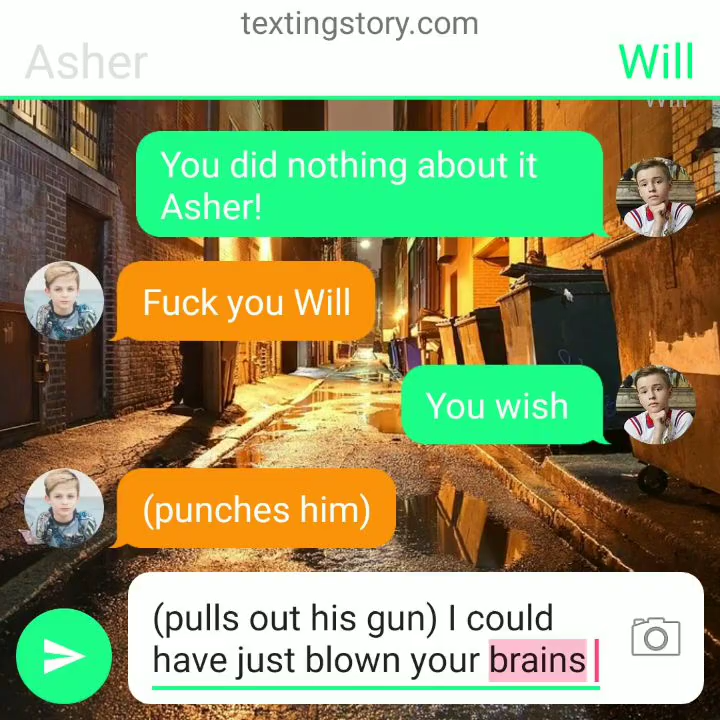 textingstory.com
Asher
Will
You did nothing about it
Asher!
Fuck you Will
You wish
(punches him)
(pulls out his gun) I could
have just blown your brains